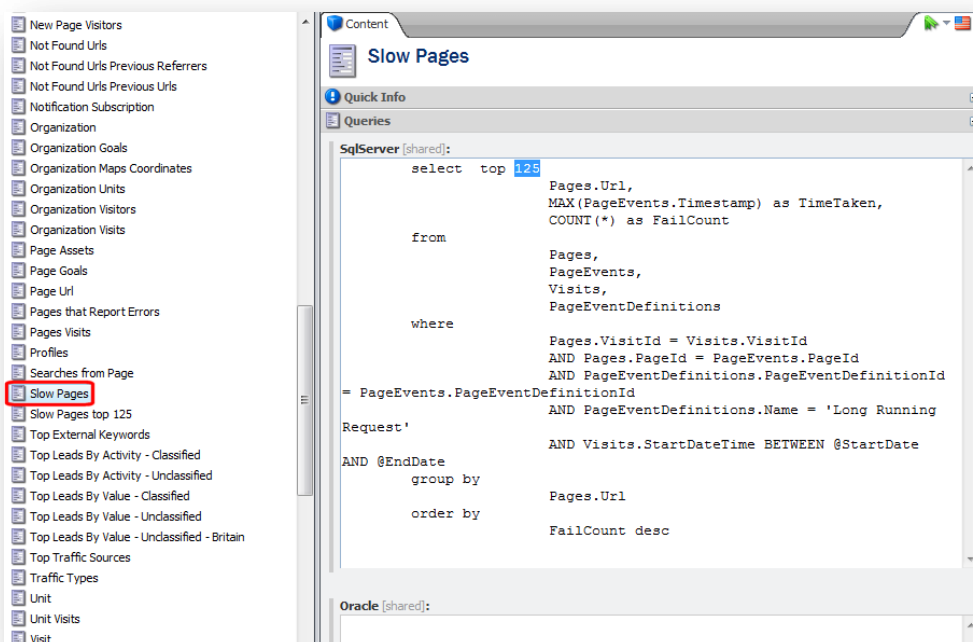 New Page Visitors
Not Found Urls
Not Found Urls Previous Referrers
Not Found Urls Previous Urls
Notification Subscription
Organization
Organization Goals
Organization Maps Coordinates
Organization Units
Organization Visitors
Organization Visits
Page Assets
Page Goals
Page Url
Pages that Report Errors
Pages Visits
Profiles
Searches from Page
Slow Pages
Slow Pages top 125
Top External Keywords
Top Leads By Activity - Classified
Top Leads By Activity - Unclassified
Top Leads By Value - Classified
Top Leads By Value - Unclassified
Top Leads By Value - Unclassified - Britain
Top Traffic Sources
Traffic Types
Unit
Unit Visits
Visit
Content
Slow Pages
Quick Info
Queries
SqlServer [shared]:
select top 125
Pages.Url,
MAX(PageEvents.Timestamp) as TimeTaken,
COUNT(*) as FailCount
from
Pages,
PageEvents,
Visits,
PageEventDefinitions
where
Pages.VisitId = Visits.VisitId
AND Pages.PageId = PageEvents.PageId
AND PageEventDefinitions.PageEventDefinitionId
= PageEvents.PageEventDefinitionId
AND PageEventDefinitions.Name = 'Long Running
Request'
AND Visits.StartDateTime BETWEEN @StartDate
AND @EndDate
group by
Pages.Url
order by
FailCount desc
Oracle [shared]: